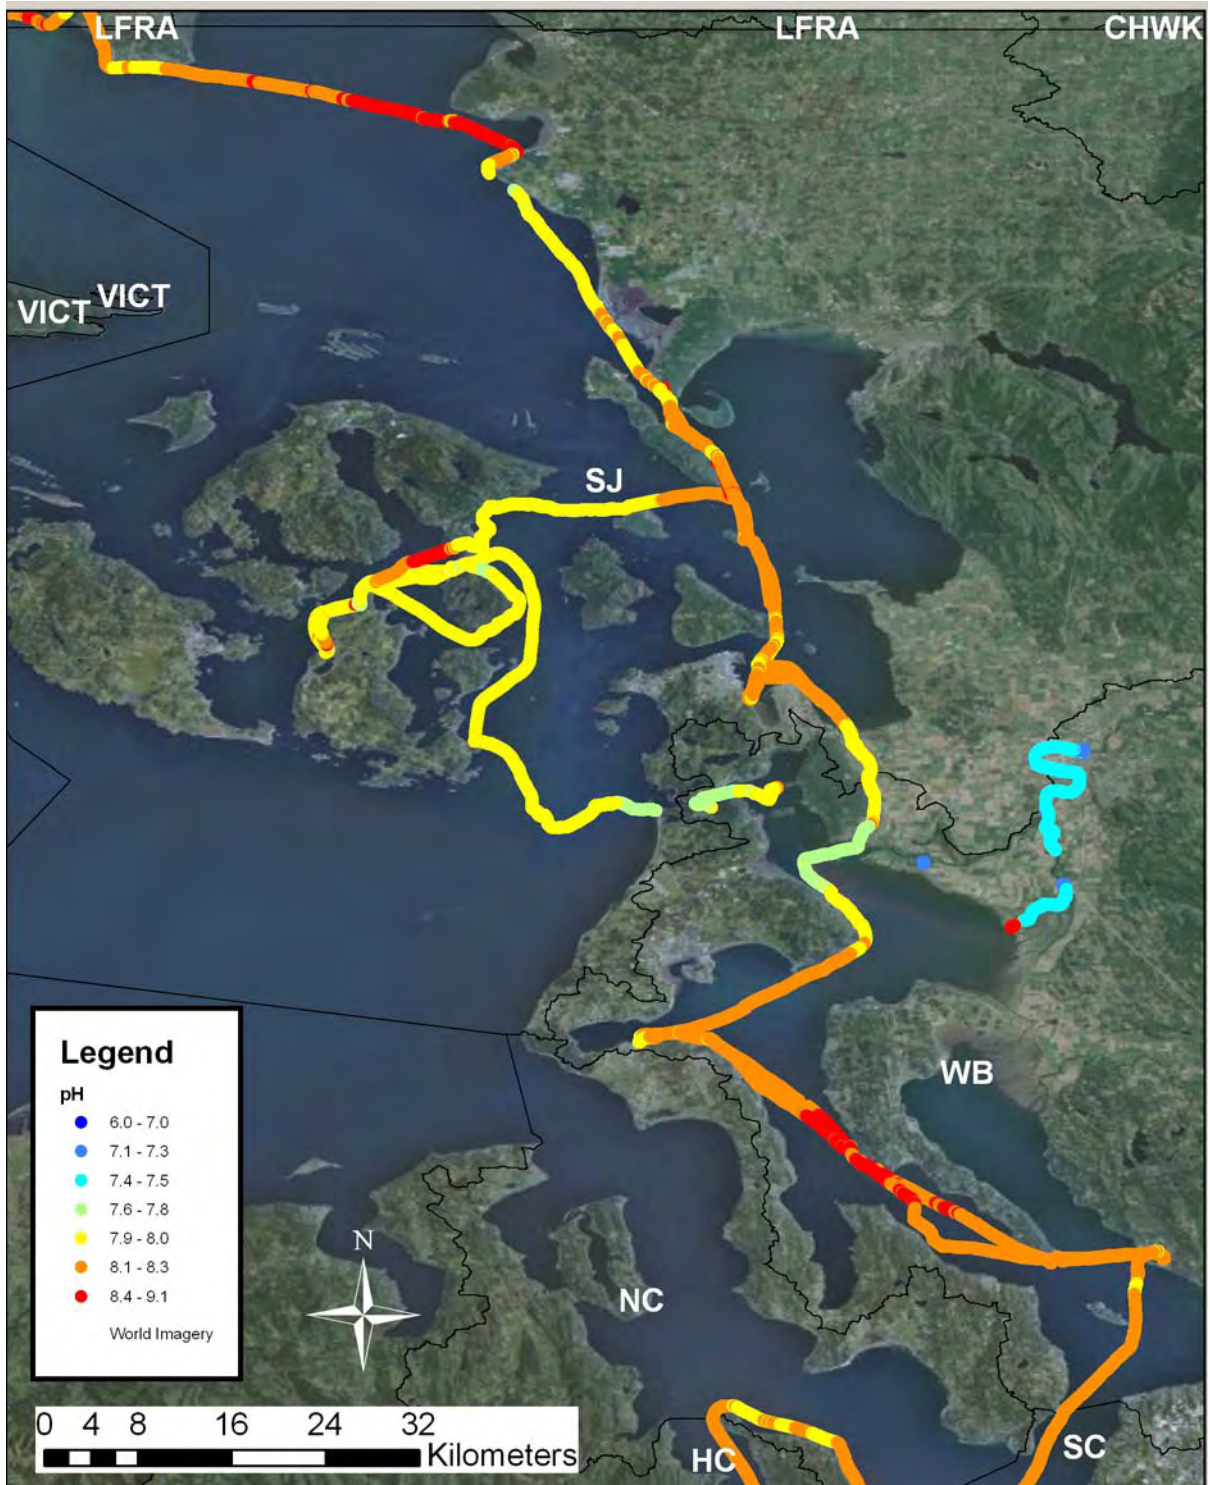 LFRA LFRA CHWK
VICT VICT
SJ
WB
NC
HC SC
Legend
pH
6.0 - 7.0
7.1 - 7.3
7.4 - 7.5
7.6 - 7.8
7.9 - 8.0
8.1 - 8.3
8.4 - 9.1
World Imagery
N
0 4 8 16 24 32
Kilometers